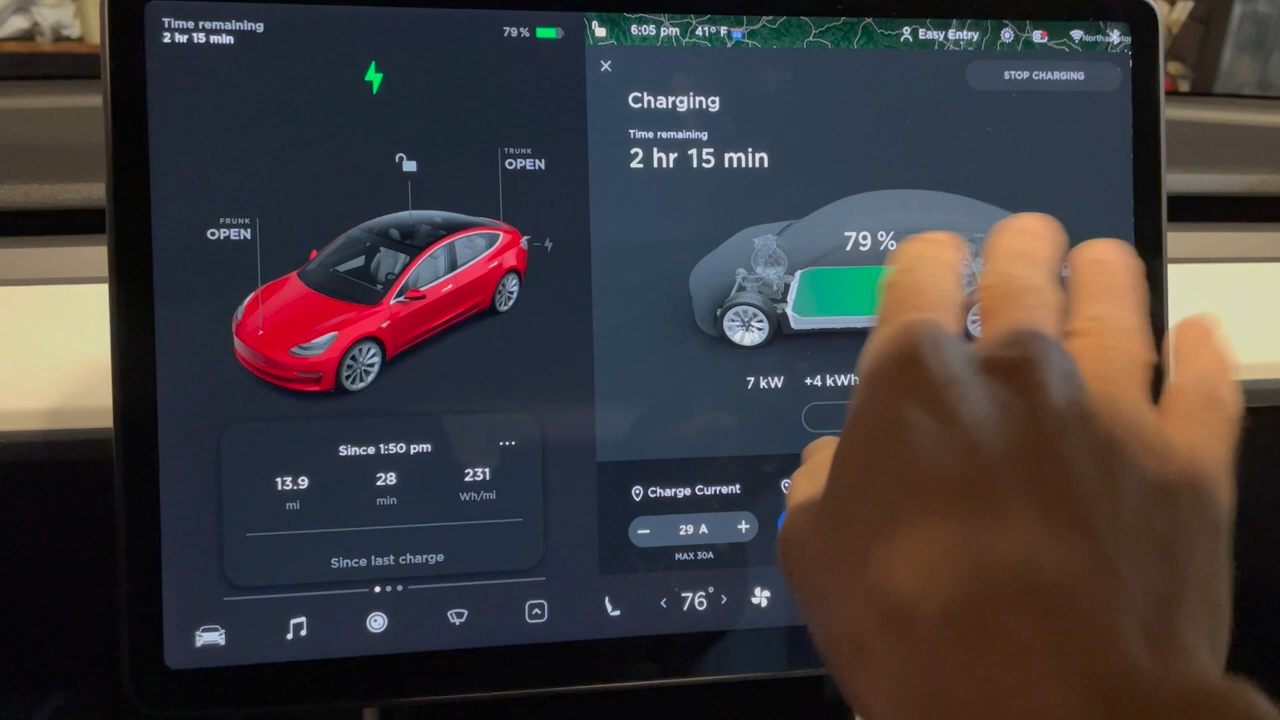 Time remaining
2 hr 15 min
79 %
6:05 pm
41° F
Easy Entry
STOP CHARGING
Charging
Time remaining
2 hr 15 min
TRUNK
OPEN
FRUNK
OPEN
79 %
7 kW +4 kWh
Since 1:50 pm
13.9 28 231
mi min Wh/mi
Since last charge
Charge Current
29 A
MAX 30A
76°